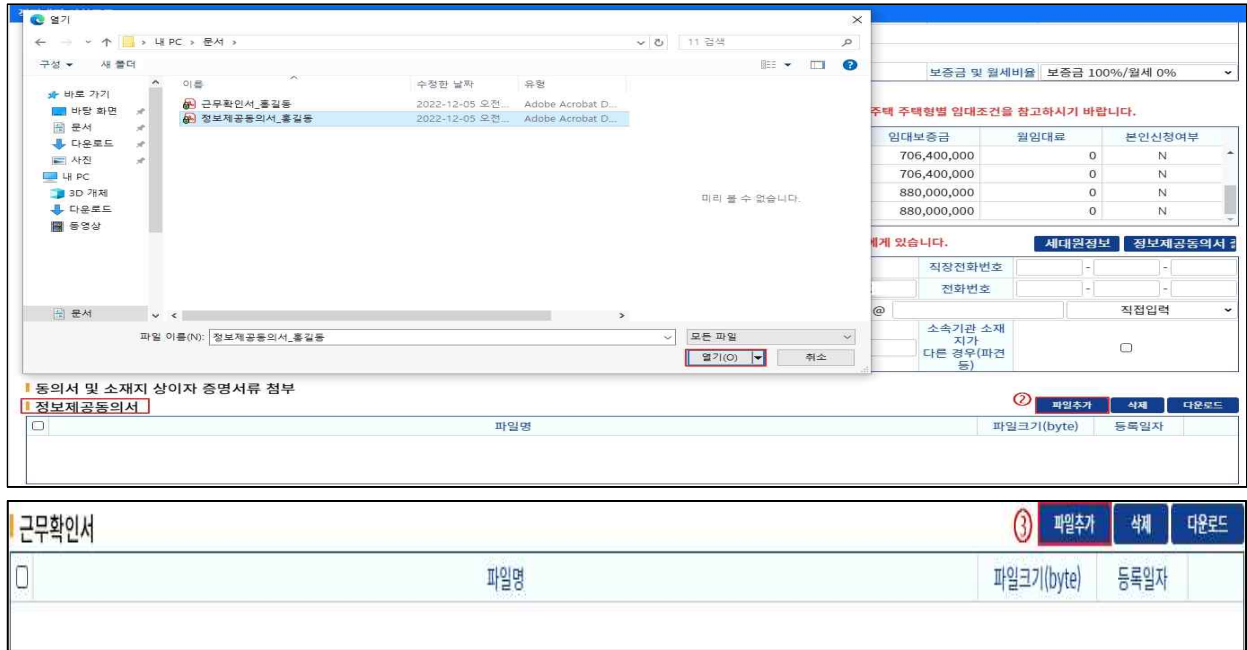 열기
내 PC > 문서 >
11 검색
구성
새 폴더
이름
수정한 날짜
유형
바로 가기
바탕 화면
문서
다운로드
사진
내 PC
3D 개체
다운로드
동영상
문서
근무확인서_홍길동 2022-12-05 오전... Adobe Acrobat D...
정보제공동의서_홍길동 2022-12-05 오전... Adobe Acrobat D...
미리 볼 수 없습니다.
파일 이름(N): 정보제공동의서_홍길동
모든 파일
열기(O)
취소
보증금 및 월세비율 보증금 100%/월세 0%
주택 주택형별 임대조건을 참고하시기 바랍니다.
임대보증금 월임대료 본인신청여부
706,400,000 0 N
706,400,000 0 N
880,000,000 0 N
880,000,000 0 N
에게 있습니다.
세대원정보
정보제공동의서
직장전화번호 - -
전화번호 - -
@ 직접입력
소속기관 소재
지가
다른 경우(파견
등)
동의서 및 소재지 상이자 증명서류 첨부
정보제공동의서
② 파일추가 삭제 다운로드
파일명 파일크기(byte) 등록일자
근무확인서
③ 파일추가 삭제 다운로드
파일명 파일크기(byte) 등록일자